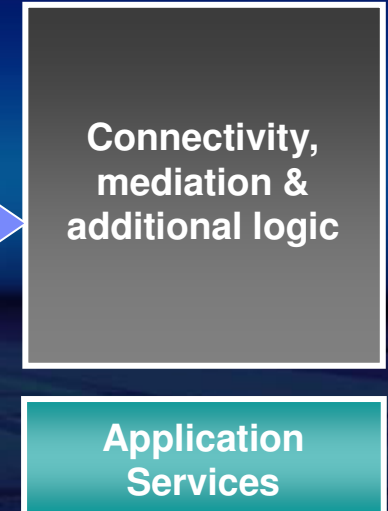 Connectivity,
mediation &
additional logic
Application
Services